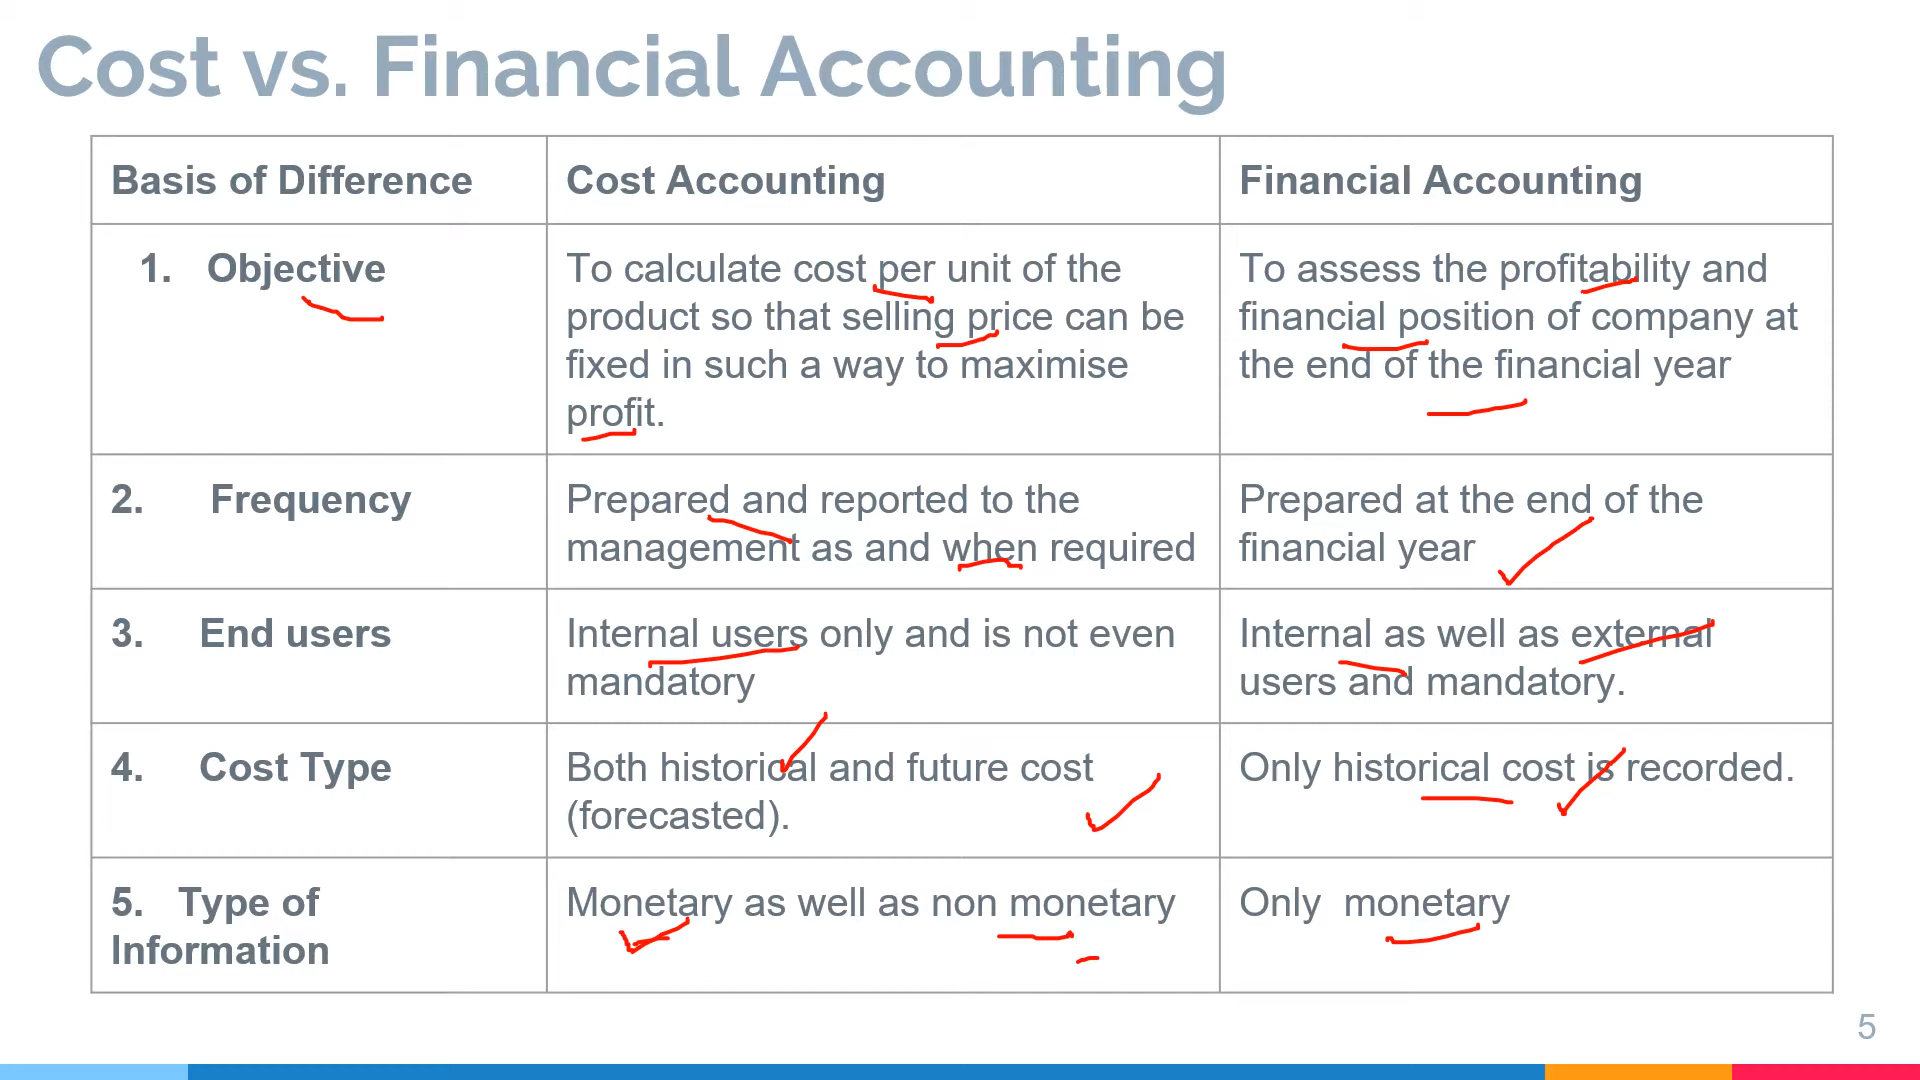 Cost vs. Financial Accounting
Basis of Difference
Cost Accounting
Financial Accounting
1. Objective
To calculate cost per unit of the
product so that selling price can be
fixed in such a way to maximise
profit.
To assess the profitability and
financial position of company at
the end of the financial year
2. Frequency
Prepared and reported to the
management as and when required
Prepared at the end of the
financial year
3. End users
Internal users only and is not even
mandatory
Internal as well as external
users and mandatory.
4. Cost Type
Both historical and future cost
(forecasted).
Only historical cost is recorded.
5. Type of
Information
Monetary as well as non monetary
Only monetary
5